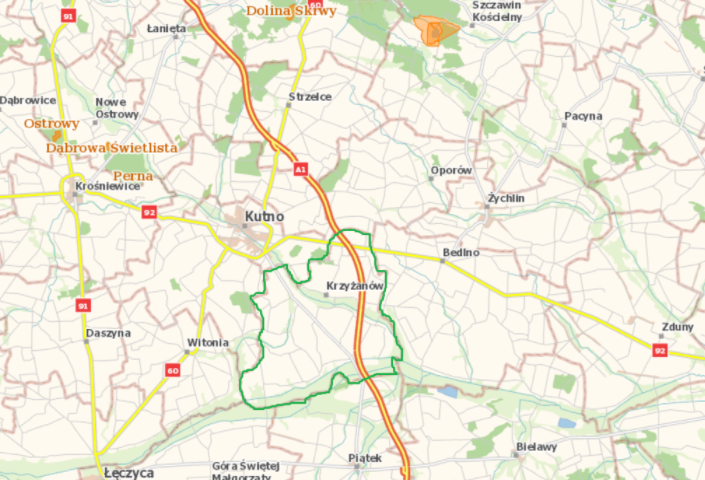 91
60
Dolina Skrwy
Szczawin
Kościelny
Łanięta
Dąbrowice
Nowe
Ostrowy
Strzelce
Pacyna
Ostrowy
Dąbrowa Świetlista
Perna
A1
Oporów
Krośniewice
Żychlin
92
Kutno
Bedlno
Krzyżanów
91
Daszyna
Witonia
Zduny
92
60
Bielawy
Piątek
Łęczyca
Góra Świętej
Małgorzaty